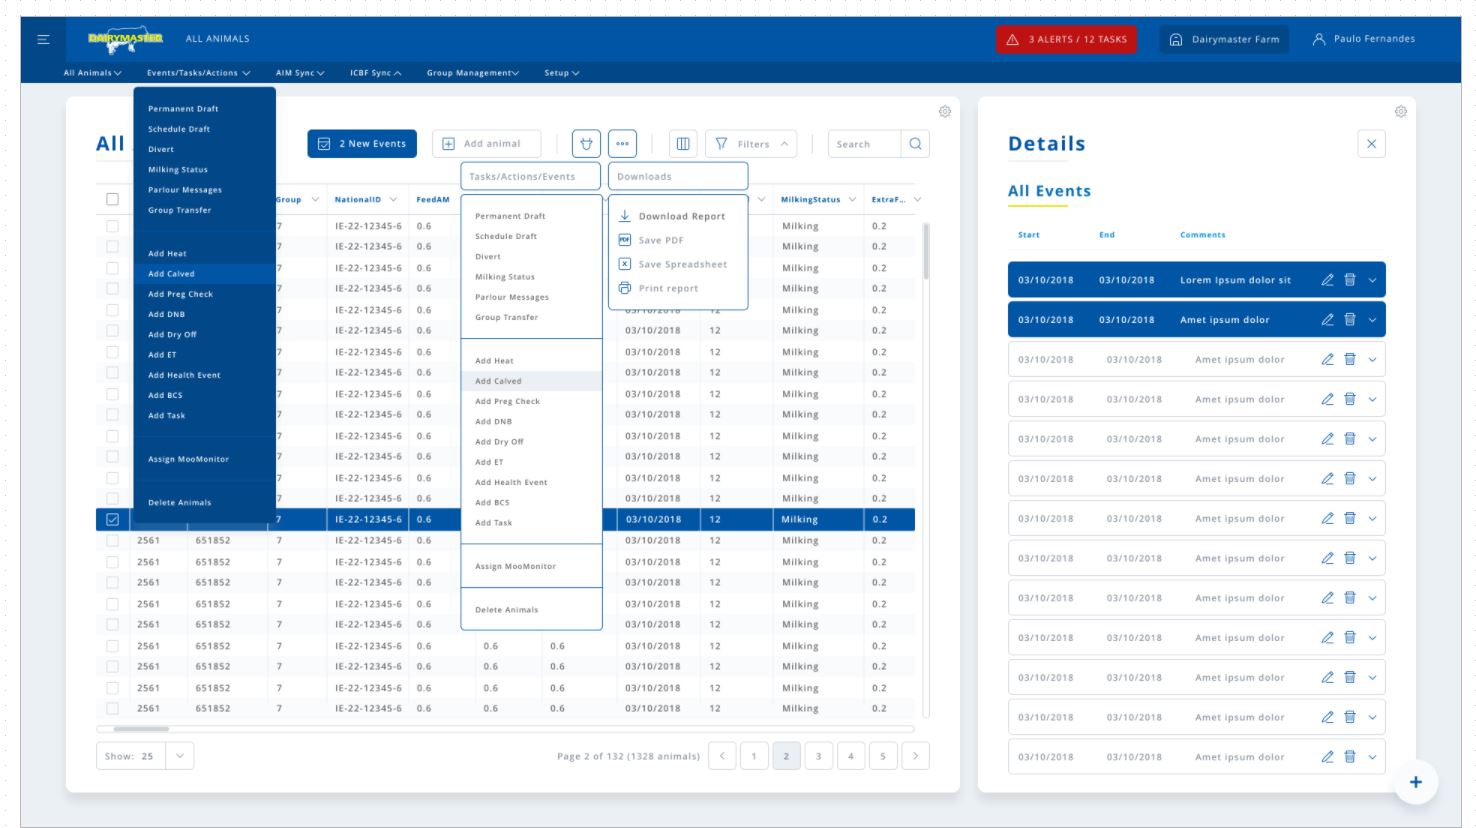 DAIRYMASTER
ALL ANIMALS
3 ALERTS / 12 TASKS
Dairymaster Farm
Paulo Fernandes
All Animals
Events/Tasks/Actions
AIM Sync
ICBF Sync
Group Management
Setup
Permanent Draft
Schedule Draft
Divert
Milking Status
Parlour Messages
Group Transfer
Add Heat
Add Calved
Add Preg Check
Add DNB
Add Dry Off
Add ET
Add Health Event
Add BCS
Add Task
Assign MooMonitor
Delete Animals
All
2 New Events
Add animal
Filters
Search
Tasks/Actions/Events
Downloads
Permanent Draft
Schedule Draft
Divert
Milking Status
Parlour Messages
Group Transfer
Add Heat
Add Calved
Add Preg Check
Add DNB
Add Dry Off
Add ET
Add Health Event
Add BCS
Add Task
Assign MooMonitor
Delete Animals
Download Report
PDF Save PDF
X Save Spreadsheet
Print report
Group NationalID FeedAM MilkingStatus ExtraF...
7 IE-22-12345-6 0.6 Milking 0.2
7 IE-22-12345-6 0.6 Milking 0.2
7 IE-22-12345-6 0.6 Milking 0.2
7 IE-22-12345-6 0.6 Milking 0.2
7 IE-22-12345-6 0.6 03/10/2018 12 Milking 0.2
7 IE-22-12345-6 0.6 03/10/2018 12 Milking 0.2
7 IE-22-12345-6 0.6 03/10/2018 12 Milking 0.2
7 IE-22-12345-6 0.6 03/10/2018 12 Milking 0.2
7 IE-22-12345-6 0.6 03/10/2018 12 Milking 0.2
7 IE-22-12345-6 0.6 03/10/2018 12 Milking 0.2
7 IE-22-12345-6 0.6 03/10/2018 12 Milking 0.2
7 IE-22-12345-6 0.6 03/10/2018 12 Milking 0.2
7 IE-22-12345-6 0.6 03/10/2018 12 Milking 0.2
7 IE-22-12345-6 0.6 03/10/2018 12 Milking 0.2
7 IE-22-12345-6 0.6 03/10/2018 12 Milking 0.2
2561 651852 7 IE-22-12345-6 0.6 03/10/2018 12 Milking 0.2
2561 651852 7 IE-22-12345-6 0.6 03/10/2018 12 Milking 0.2
2561 651852 7 IE-22-12345-6 0.6 03/10/2018 12 Milking 0.2
2561 651852 7 IE-22-12345-6 0.6 03/10/2018 12 Milking 0.2
2561 651852 7 IE-22-12345-6 0.6 03/10/2018 12 Milking 0.2
2561 651852 7 IE-22-12345-6 0.6 0.6 0.6 03/10/2018 12 Milking 0.2
2561 651852 7 IE-22-12345-6 0.6 0.6 0.6 03/10/2018 12 Milking 0.2
2561 651852 7 IE-22-12345-6 0.6 0.6 0.6 03/10/2018 12 Milking 0.2
2561 651852 7 IE-22-12345-6 0.6 0.6 0.6 03/10/2018 12 Milking 0.2
Show: 25
Page 2 of 132 (1328 animals)
1 2 3 4 5
Details
All Events
Start End Comments
03/10/2018 03/10/2018 Lorem Ipsum dolor sit
03/10/2018 03/10/2018 Amet ipsum dolor
03/10/2018 03/10/2018 Amet ipsum dolor
03/10/2018 03/10/2018 Amet ipsum dolor
03/10/2018 03/10/2018 Amet ipsum dolor
03/10/2018 03/10/2018 Amet ipsum dolor
03/10/2018 03/10/2018 Amet ipsum dolor
03/10/2018 03/10/2018 Amet ipsum dolor
03/10/2018 03/10/2018 Amet ipsum dolor
03/10/2018 03/10/2018 Amet ipsum dolor
03/10/2018 03/10/2018 Amet ipsum dolor
03/10/2018 03/10/2018 Amet ipsum dolor
03/10/2018 03/10/2018 Amet ipsum dolor